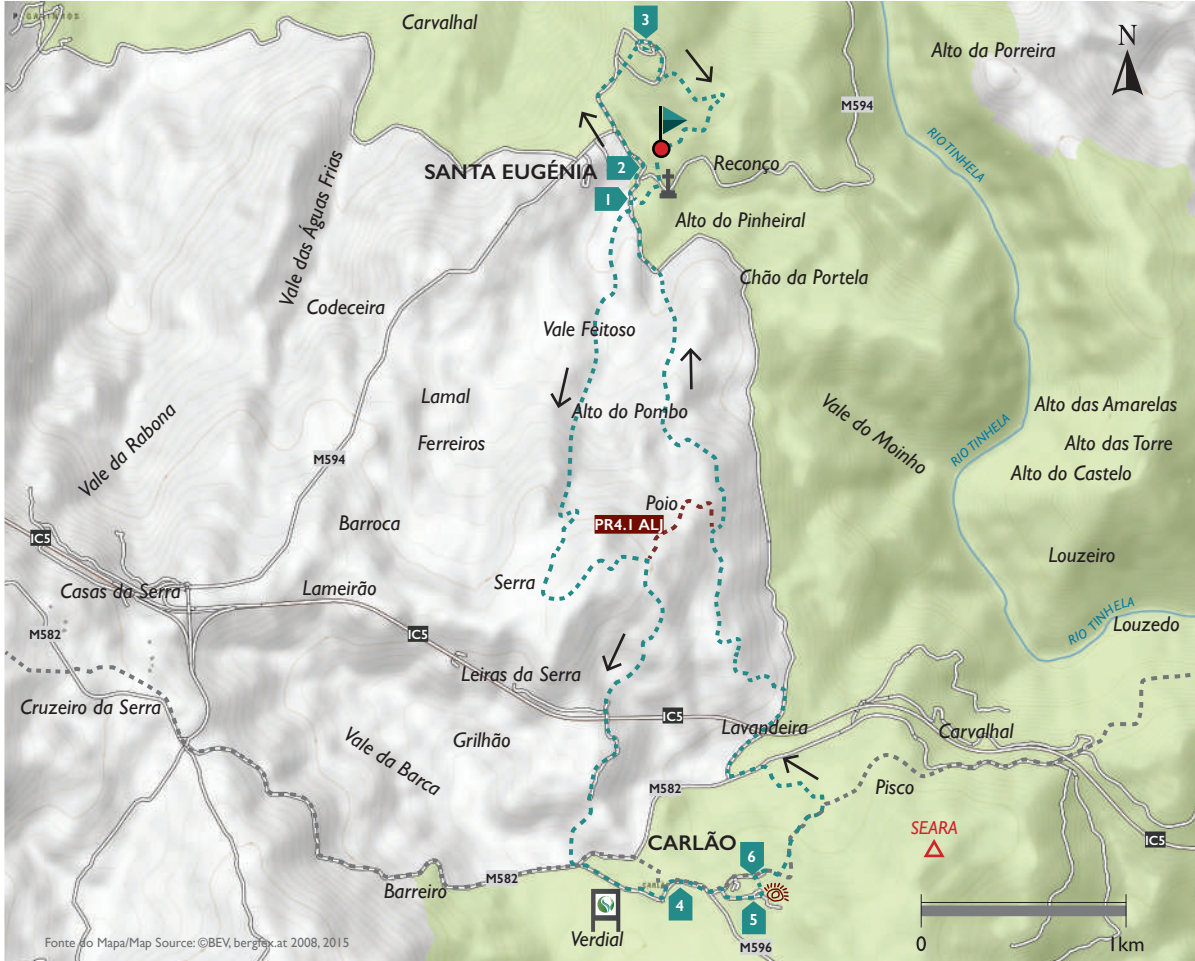 Carvalhal
3
N
Alto da Porreira
M594
RIO TINHELA
SANTA EUGÉNIA
2
Reconço
1
Alto do Pinheiral
Vale das Águas Frias
Chão da Portela
Codeceira
Vale Feitoso
Lamal
Alto do Pombo
Alto das Amarelas
Vale da Rabona
Vale do Moinho
Ferreiros
RIO TINHELA
Alto das Torre
M594
Alto do Castelo
Poio
Barroca
PR4.1 ALJ
IC5
Louzeiro
Casas da Serra
Lameirão
Serra
RIO TINHELA
Louzedo
M582
IC5
Leiras da Serra
Cruzeiro da Serra
IC5
Lavandeira
Carvalhal
Grilhão
Vale da Barca
M582
Pisco
SEARA
CARLÃO
IC5
6
M582
Barreiro
4
5
Verdial
M596
Fonte do Mapa/Map Source: ©BEV, bergfex.at 2008, 2015
0
1km